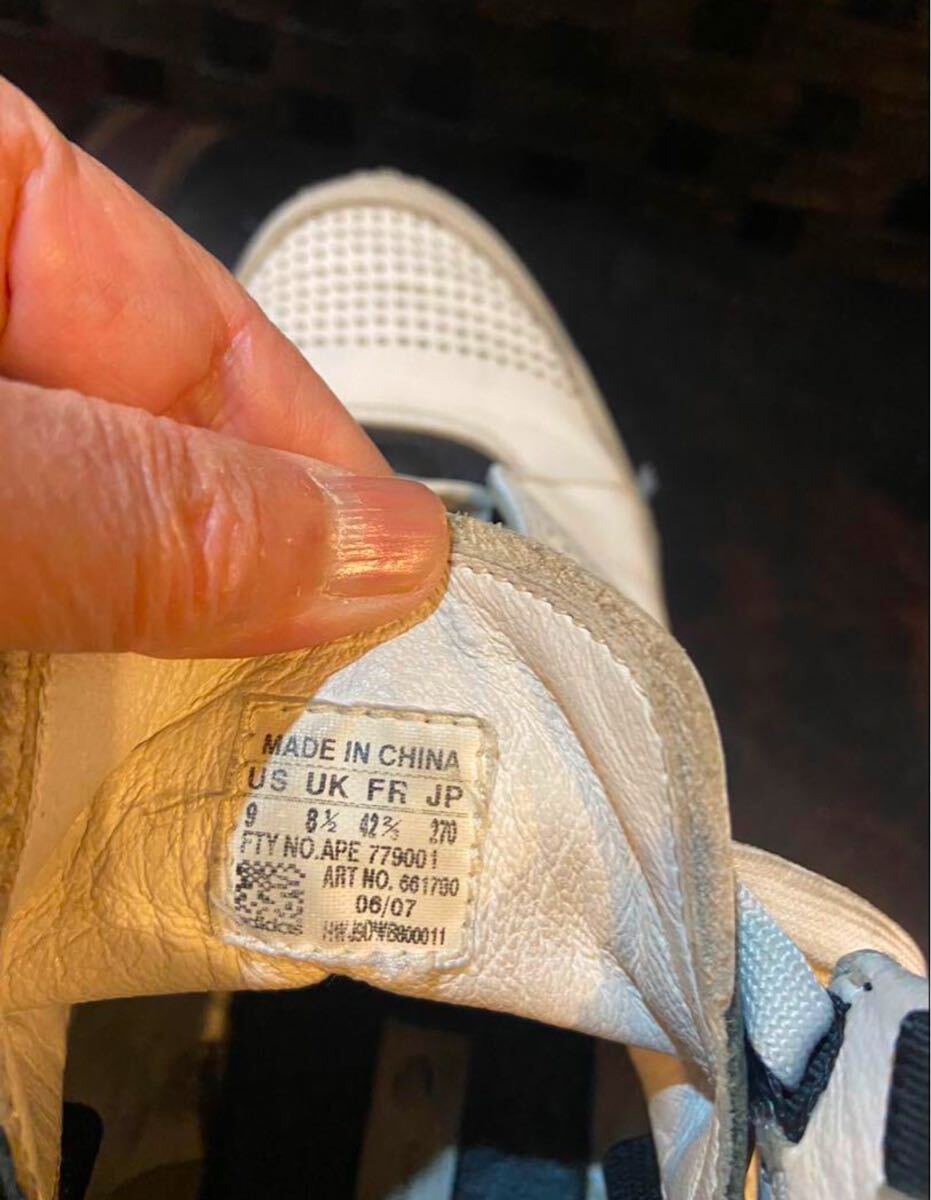 MADE IN CHINA
US UK FR JP
9 8½ 42⅔ 270
FTY NO.APE 779001
ART NO. 661790
06/07
adidas